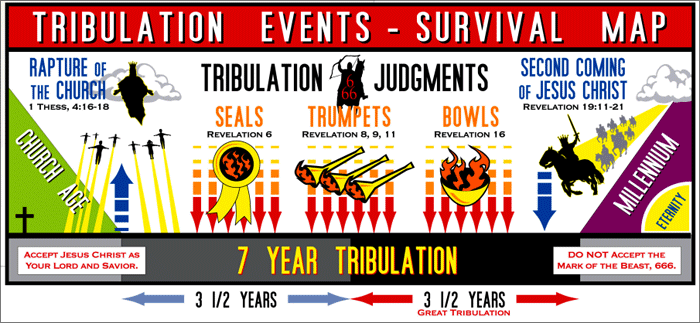 TRIBULATION EVENTS - SURVIVAL MAP
RAPTURE OF
THE CHURCH
1 THESS, 4:16-18
TRIBULATION JUDGMENTS
6
66
SEALS
REVELATION 6
TRUMPETS
REVELATION 8, 9, 11
BOWLS
REVELATION 16
SECOND COMING
OF JESUS CHRIST
REVELATION 19:11-21
CHURCH AGE
MILLENNIUM
ETERNITY
ACCEPT JESUS CHRIST AS
YOUR LORD AND SAVIOR.
7 YEAR TRIBULATION
DO NOT ACCEPT THE
MARK OF THE BEAST, 666.
3 1/2 YEARS
3 1/2 YEARS
GREAT TRIBULATION